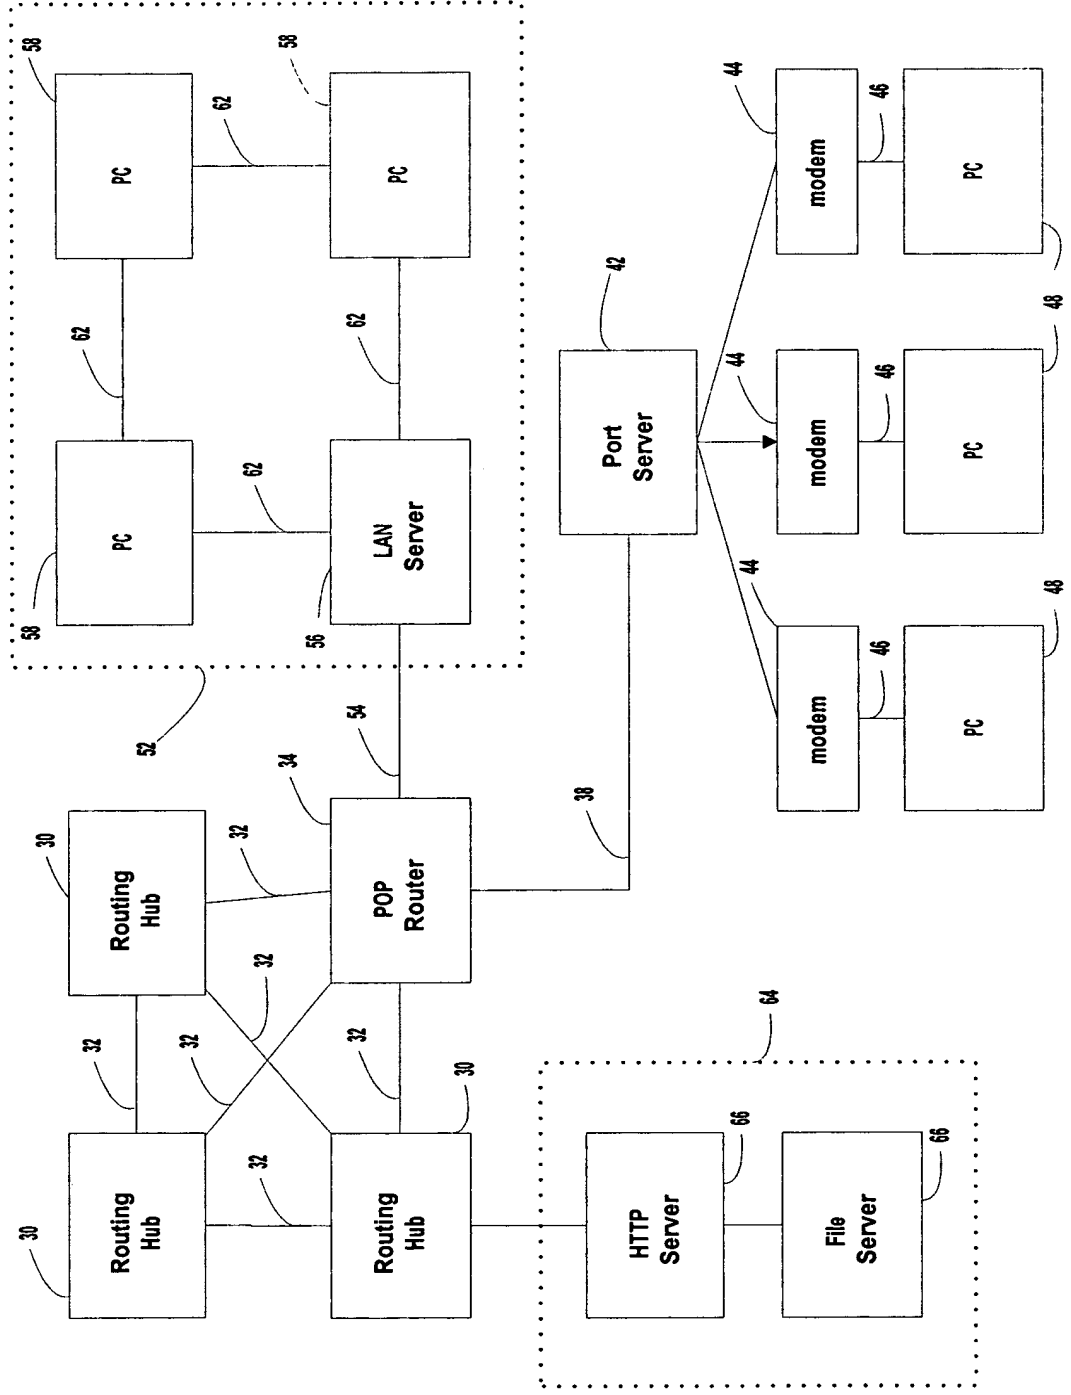 30
58
58
30
62
32
Routing
Hub
Routing
Hub
PC
PC
52
32
62
32
32
32
62
34
58
56
32
54
62
Routing
Hub
POP
Router
LAN
Server
PC
30
38
42
HTTP
Server
Port
Server
66
64
44
44
44
modem
modem
modem
File
Server
46
46
46
66
PC
PC
PC
48
48
48